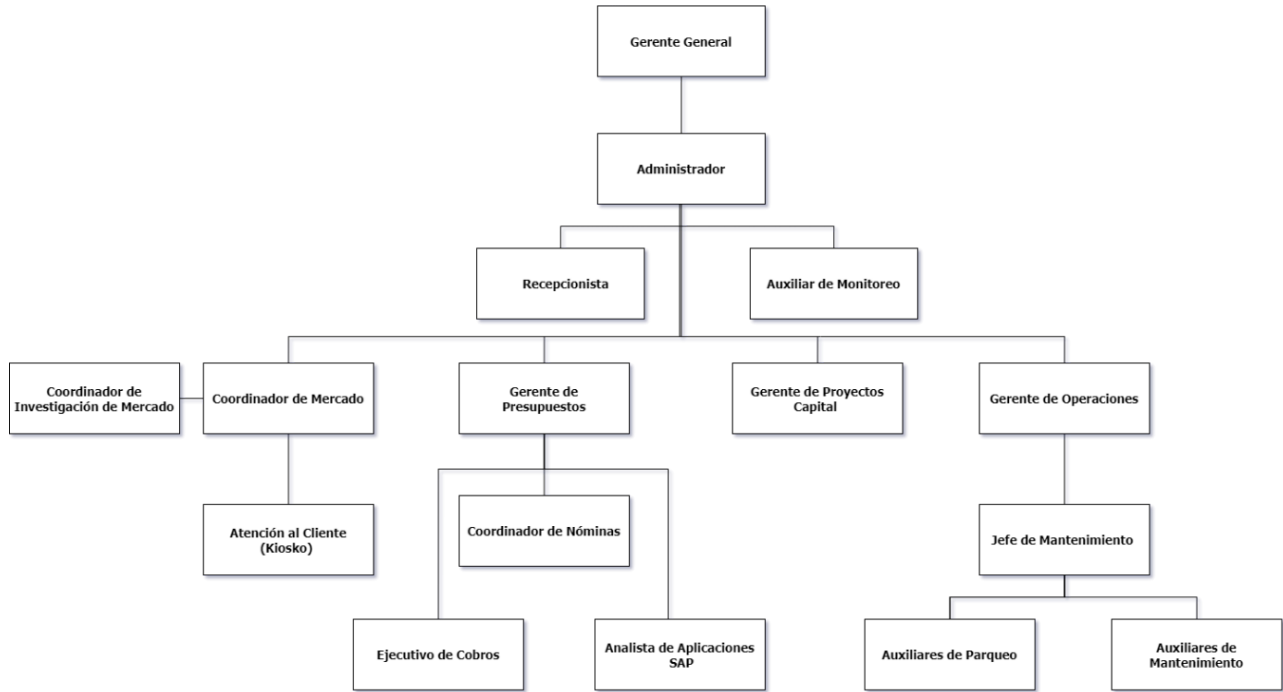 Gerente General
Administrador
Recepcionista
Auxiliar de Monitoreo
Coordinador de
Investigación de Mercado
Coordinador de Mercado
Gerente de
Presupuestos
Gerente de Proyectos
Capital
Gerente de Operaciones
Atención al Cliente
(Kiosko)
Coordinador de Nóminas
Jefe de Mantenimiento
Ejecutivo de Cobros
Analista de Aplicaciones
SAP
Auxiliares de Parqueo
Auxiliares de
Mantenimiento